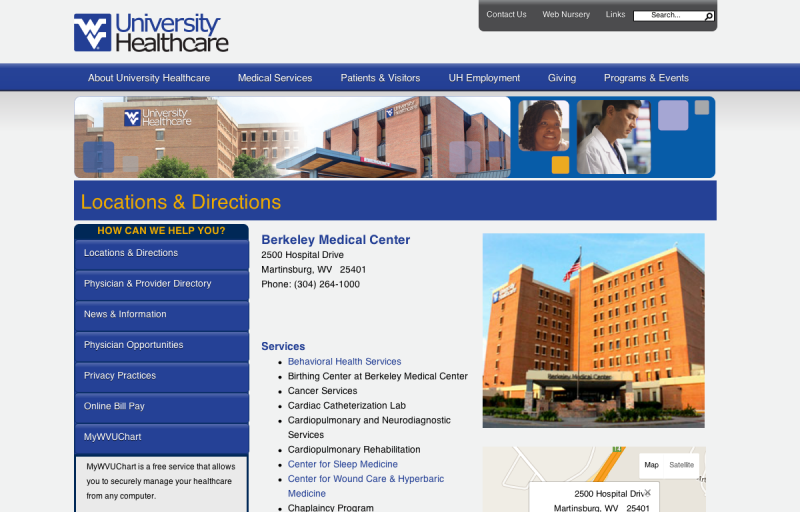 Contact Us Web Nursery Links Search...
University
Healthcare
About University Healthcare Medical Services Patients & Visitors UH Employment Giving Programs & Events
University
Healthcare
Locations & Directions
HOW CAN WE HELP YOU?
Locations & Directions
Physician & Provider Directory
News & Information
Physician Opportunities
Privacy Practices
Online Bill Pay
MyWVUChart
MyWVUChart is a free service that allows
you to securely manage your healthcare
from any computer.
Berkeley Medical Center
2500 Hospital Drive
Martinsburg, WV 25401
Phone: (304) 264-1000
Services
Behavioral Health Services
Birthing Center at Berkeley Medical Center
Cancer Services
Cardiac Catheterization Lab
Cardiopulmonary and Neurodiagnostic
Services
Cardiopulmonary Rehabilitation
Center for Sleep Medicine
Center for Wound Care & Hyperbaric
Medicine
Chaplaincy Program
Berkeley Medical Center
Map Satellite
2500 Hospital Drive
Martinsburg, WV 25401